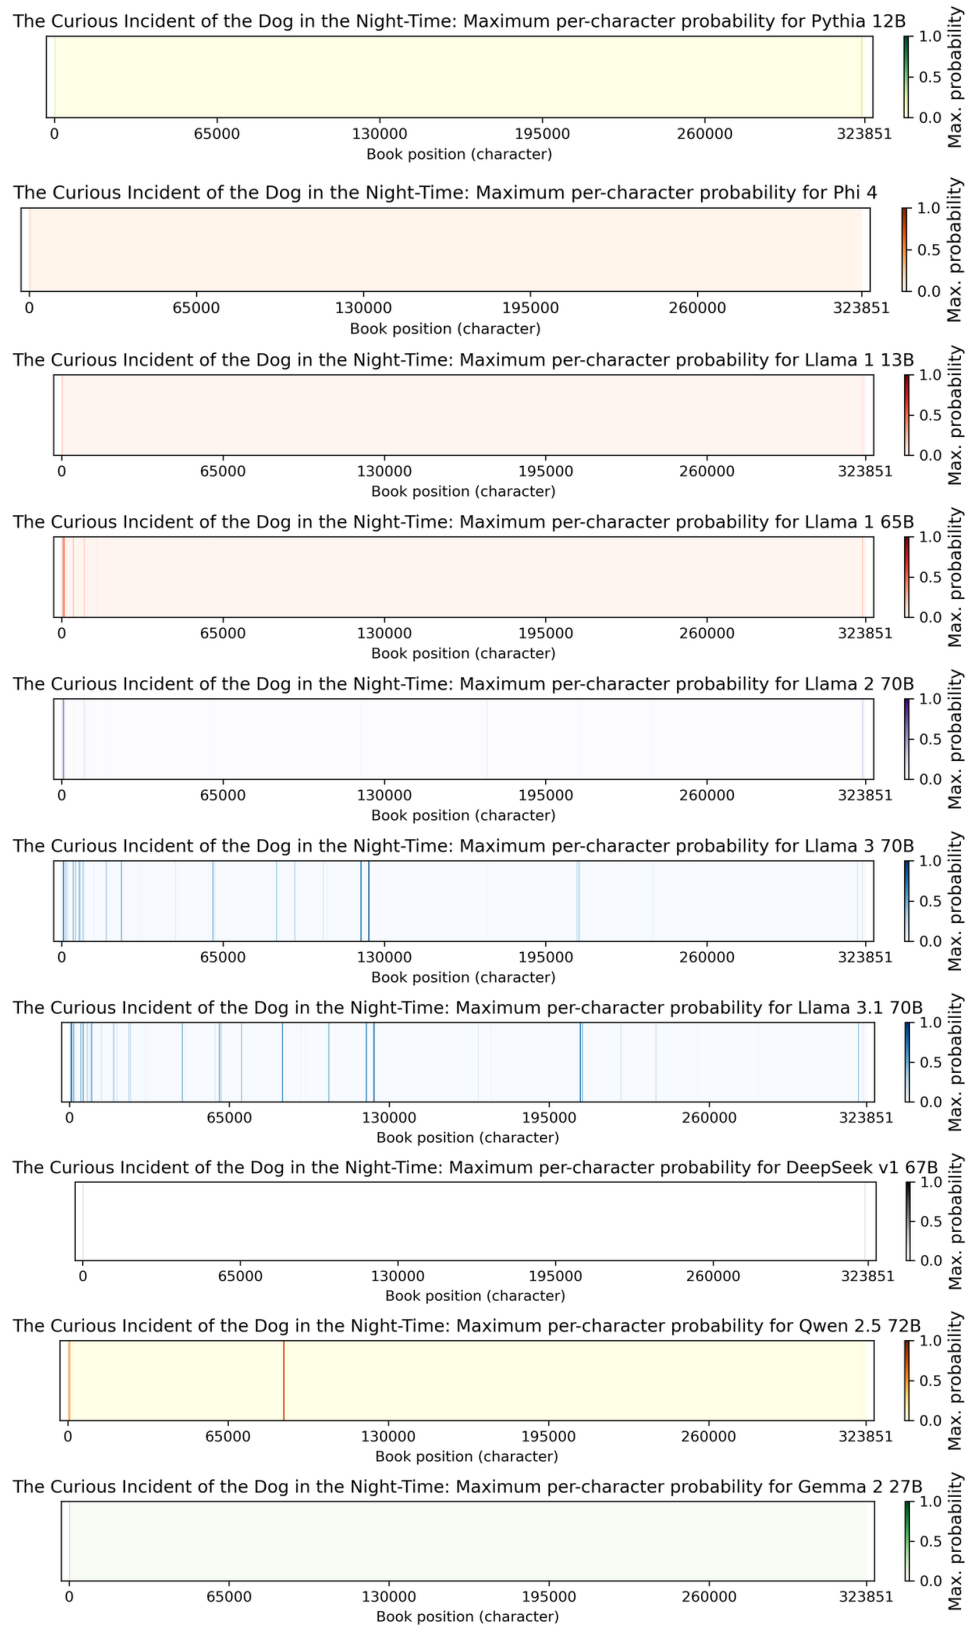 The Curious Incident of the Dog in the Night-Time: Maximum per-character probability for Pythia 12B
1.0
0.5
0.0
Max. probability
0 65000 130000 195000 260000 323851
Book position (character)
The Curious Incident of the Dog in the Night-Time: Maximum per-character probability for Phi 4
1.0
0.5
0.0
Max. probability
0 65000 130000 195000 260000 323851
Book position (character)
The Curious Incident of the Dog in the Night-Time: Maximum per-character probability for Llama 1 13B
1.0
0.5
0.0
Max. probability
0 65000 130000 195000 260000 323851
Book position (character)
The Curious Incident of the Dog in the Night-Time: Maximum per-character probability for Llama 1 65B
1.0
0.5
0.0
Max. probability
0 65000 130000 195000 260000 323851
Book position (character)
The Curious Incident of the Dog in the Night-Time: Maximum per-character probability for Llama 2 70B
1.0
0.5
0.0
Max. probability
0 65000 130000 195000 260000 323851
Book position (character)
The Curious Incident of the Dog in the Night-Time: Maximum per-character probability for Llama 3 70B
1.0
0.5
0.0
Max. probability
0 65000 130000 195000 260000 323851
Book position (character)
The Curious Incident of the Dog in the Night-Time: Maximum per-character probability for Llama 3.1 70B
1.0
0.5
0.0
Max. probability
0 65000 130000 195000 260000 323851
Book position (character)
The Curious Incident of the Dog in the Night-Time: Maximum per-character probability for DeepSeek v1 67B
1.0
0.5
0.0
Max. probability
0 65000 130000 195000 260000 323851
Book position (character)
The Curious Incident of the Dog in the Night-Time: Maximum per-character probability for Qwen 2.5 72B
1.0
0.5
0.0
Max. probability
0 65000 130000 195000 260000 323851
Book position (character)
The Curious Incident of the Dog in the Night-Time: Maximum per-character probability for Gemma 2 27B
1.0
0.5
0.0
Max. probability
0 65000 130000 195000 260000 323851
Book position (character)